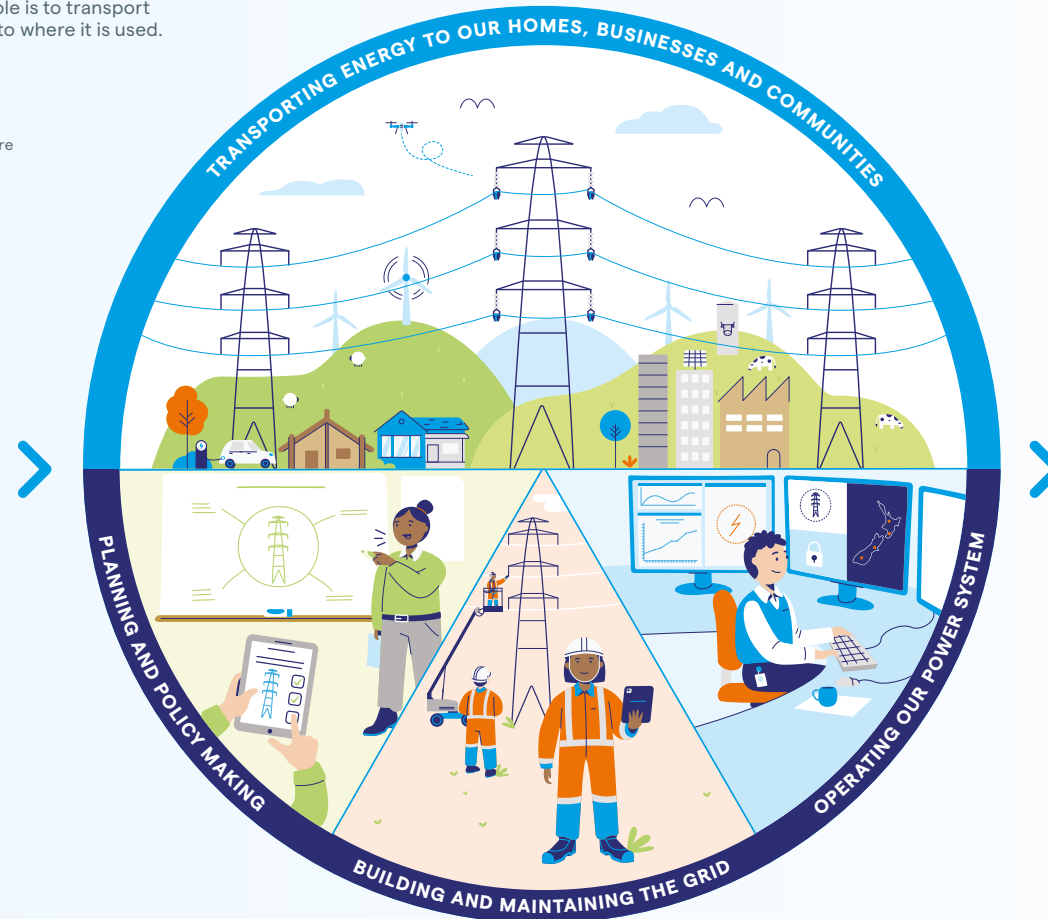 ole is to transport
to where it is used.
re
TRANSPORTING ENERGY TO OUR HOMES, BUSINESSES AND COMMUNITIES
PLANNING AND POLICY MAKING
BUILDING AND MAINTAINING THE GRID
OPERATING OUR POWER SYSTEM